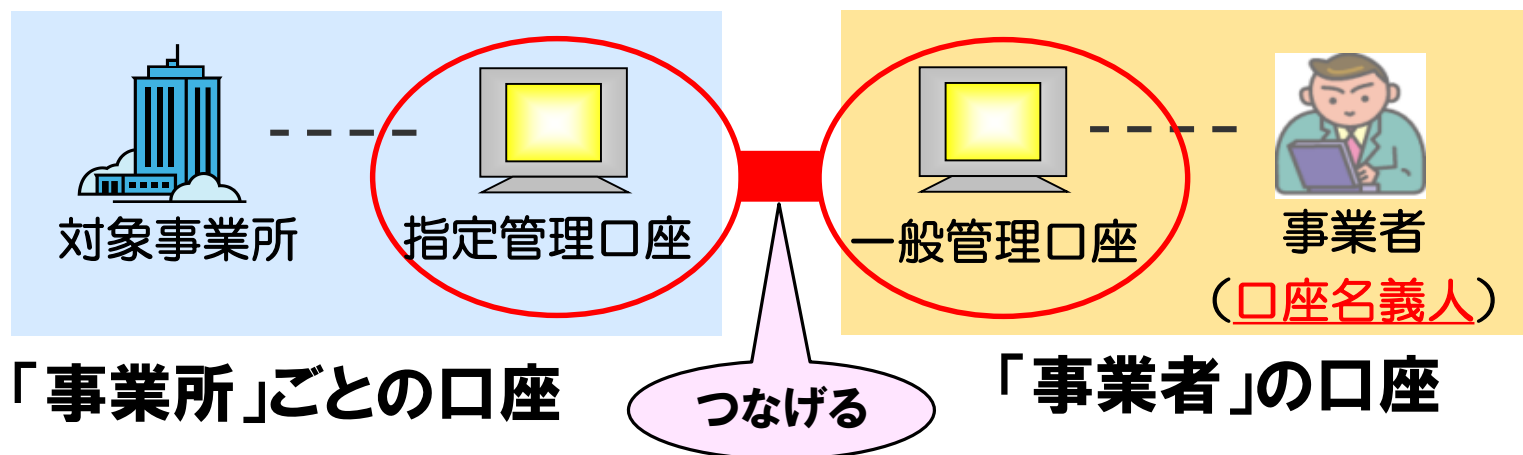 対象事業所
指定管理口座
一般管理口座
事業者
（口座名義人）
「事業所」ごとの口座
つなげる
「事業者」の口座